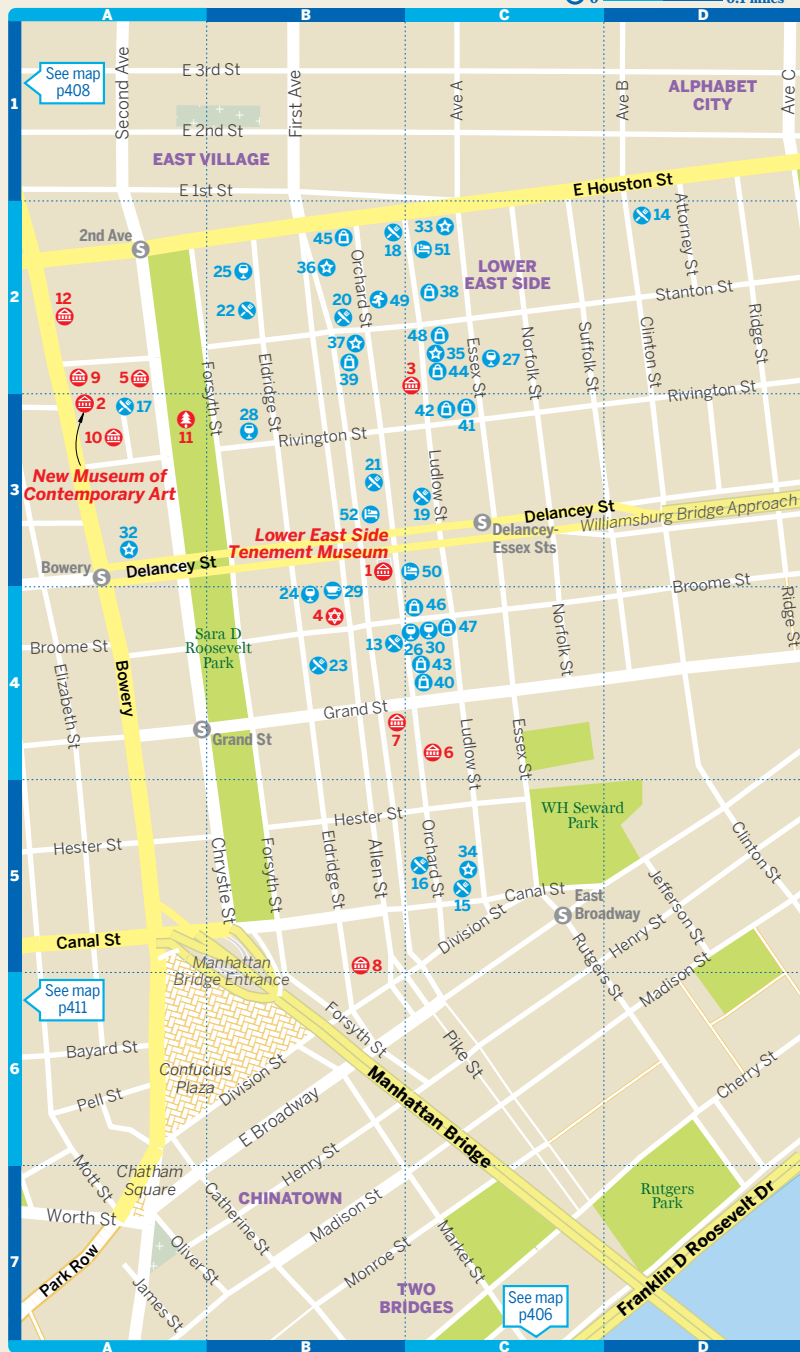 0 0.1 miles
A B C D
See map
p408
Second Ave
E 3rd St
First Ave
Ave A
Ave B
ALPHABET
CITY
Ave C
1
E 2nd St
EAST VILLAGE
E 1st St
E Houston St
2nd Ave
45
18
33
51
14
Attorney St
25
36
Orchard St
LOWER
EAST SIDE
2
12
22
20
49
38
Stanton St
37
39
48
35
44
27
Essex St
Norfolk St
Suffolk St
Clinton St
Ridge St
9
5
3
Forsyth St
Eldridge St
2
17
10
11
28
Rivington St
42
41
Rivington St
New Museum of
Contemporary Art
21
Ludlow St
3
52
19
Delancey St
Williamsburg Bridge Approach
Delancey-
Essex Sts
32
Lower East Side
Tenement Museum
Bowery
Delancey St
1
50
24
29
46
Broome St
4
47
Norfolk St
Ridge St
Broome St
Sara D
Roosevelt
Park
13
26
30
23
43
40
4
Elizabeth St
Bowery
Grand St
Grand St
7
6
Ludlow St
Essex St
Hester St
WH Seward
Park
Hester St
Chrystie St
Forsyth St
Eldridge St
Allen St
Orchard St
34
16
15
Clinton St
5
Canal St
East
Broadway
Jefferson St
Division St
Henry St
Rutgers St
Canal St
Manhattan
Bridge Entrance
8
Madison St
See map
p411
Forsyth St
Pike St
Bayard St
6
Confucius
Plaza
Division St
Pell St
Manhattan Bridge
Cherry St
E Broadway
Henry St
Mott St
Chatham
Square
CHINATOWN
Catherine St
Madison St
Rutgers
Park
Worth St
Oliver St
Market St
Monroe St
Franklin D Roosevelt Dr
7
Park Row
James St
TWO
BRIDGES
See map
p406
A B C D
S
S
S
S
S